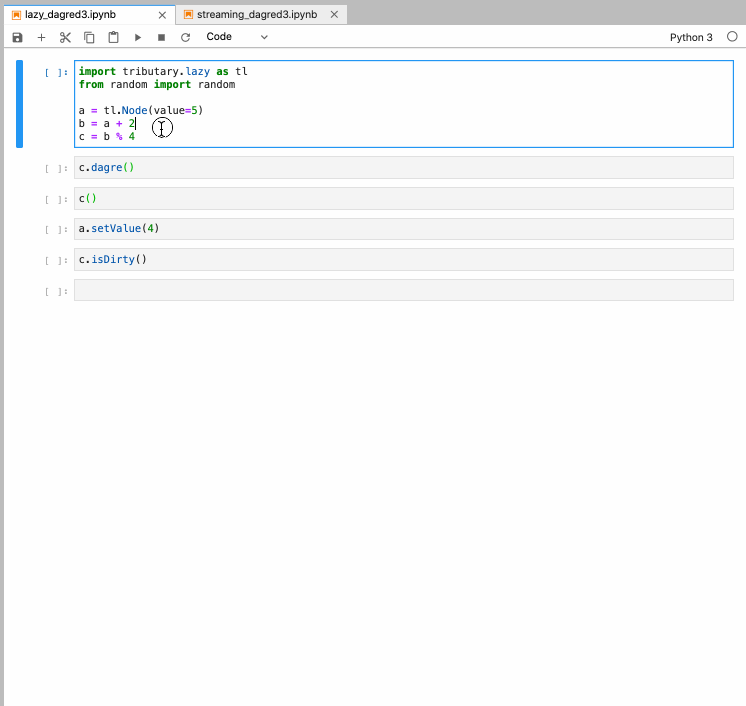 lazy_dagred3.ipynb
streaming_dagred3.ipynb
Code
Python 3
[ ]:
import tributary.lazy as tl
from random import random
a = tl.Node(value=5)
b = a + 2
c = b % 4
[ ]:
c.dagre()
[ ]:
c()
[ ]:
a.setValue(4)
[ ]:
c.isDirty()
[ ]: